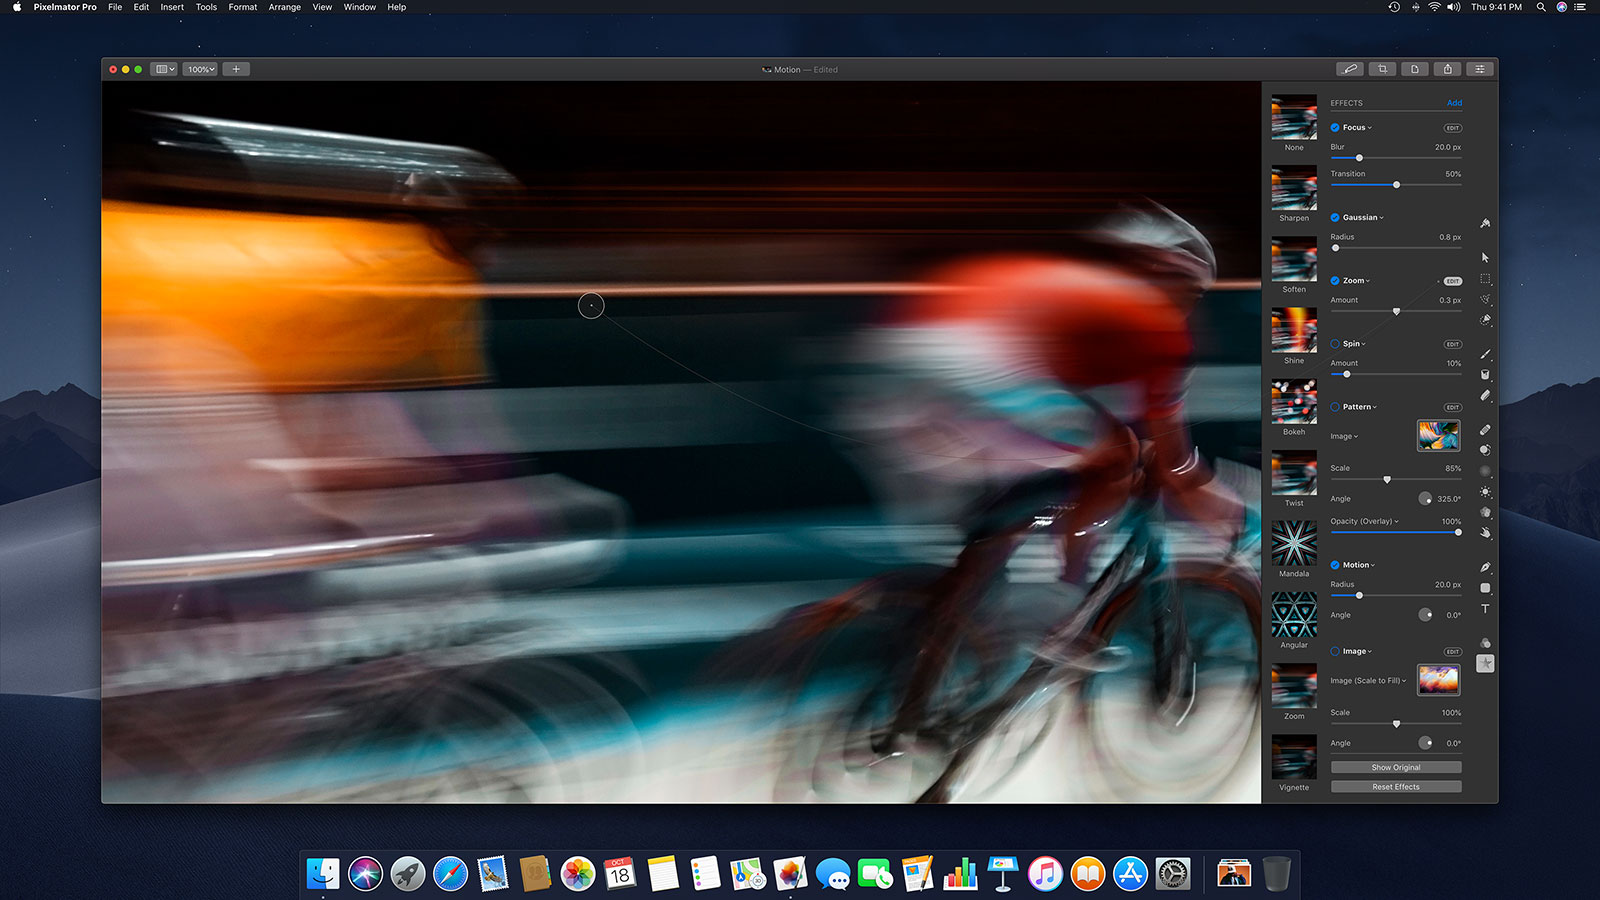 Pixelmator Pro File Edit Insert Tools Format Arrange View Window Help Thu 9:41 PM
100% Motion — Edited
EFFECTS Add
None
Sharpen
Soften
Shine
Bokeh
Twist
Mandala
Angular
Zoom
Vignette
Focus EDIT
Blur 20.0 px
Transition 50%
Gaussian
Radius 0.8 px
Zoom EDIT
Amount 0.3 px
Spin EDIT
Amount 10%
Pattern EDIT
Image
Scale 85%
Angle 325.0°
Opacity (Overlay) 100%
Motion
Radius 20.0 px
Angle 0.0°
Image EDIT
Image (Scale to Fill)
Scale 100%
Angle 0.0°
Show Original
Reset Effects
T
OCT
18